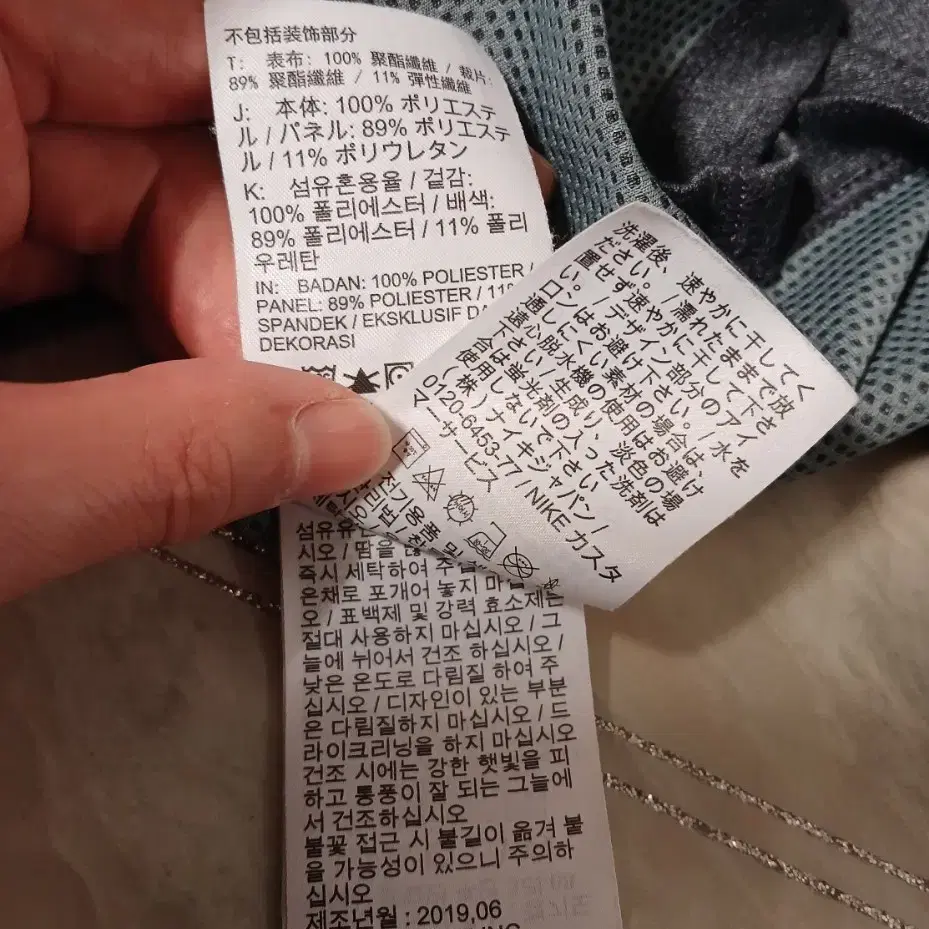 不包括装饰部分
T: 表布: 100% 聚酯纖維 / 裁片:
89% 聚酯纖維 / 11% 彈性纖維
J: 本体: 100% ポリエステ
ル / パネル: 89% ポリエステ
ル / 11% ポリウレタン
K: 섬유혼용율 / 겉감:
100% 폴리에스터 / 배색:
89% 폴리에스터 / 11% 폴리
우레탄
IN: BADAN: 100% POLIESTER /
PANEL: 89% POLIESTER / 11%
SPANDEK / EKSKLUSIF DA
DEKORASI
洗濯後、速やかに干してく
ださい。/ 濡れたままで放
置せず速やかに干して下さ
い。/ デザイン部分のアイ
ロンはお避け下さい。/ 水を
通しにくい素材の場合は、
遠心脱水機の使用はお避け
下さい / 生成り、淡色の場
合は蛍光剤の入った洗剤は
使用しないで下さい
(株) ナイキジャパン /
0120-6453-77 / NIKE カスタ
マーサービス
전기용품 및
섬유유
시오 / 땀을
즉시 세탁하여 주
은채로 포개어 놓지 마
오 / 표백제 및 강력 효소제는
절대 사용하지 마십시오 / 그
늘에 뉘어서 건조 하십시오 /
낮은 온도로 다림질 하여 주
십시오 / 디자인이 있는 부분
은 다림질하지 마십시오 / 드
라이크리닝을 하지 마십시오
건조 시에는 강한 햇빛을 피
하고 통풍이 잘 되는 그늘에
서 건조하십시오
불꽃 접근 시 불길이 옮겨 붙
을 가능성이 있으니 주의하
십시오
제조년월 : 2019,06